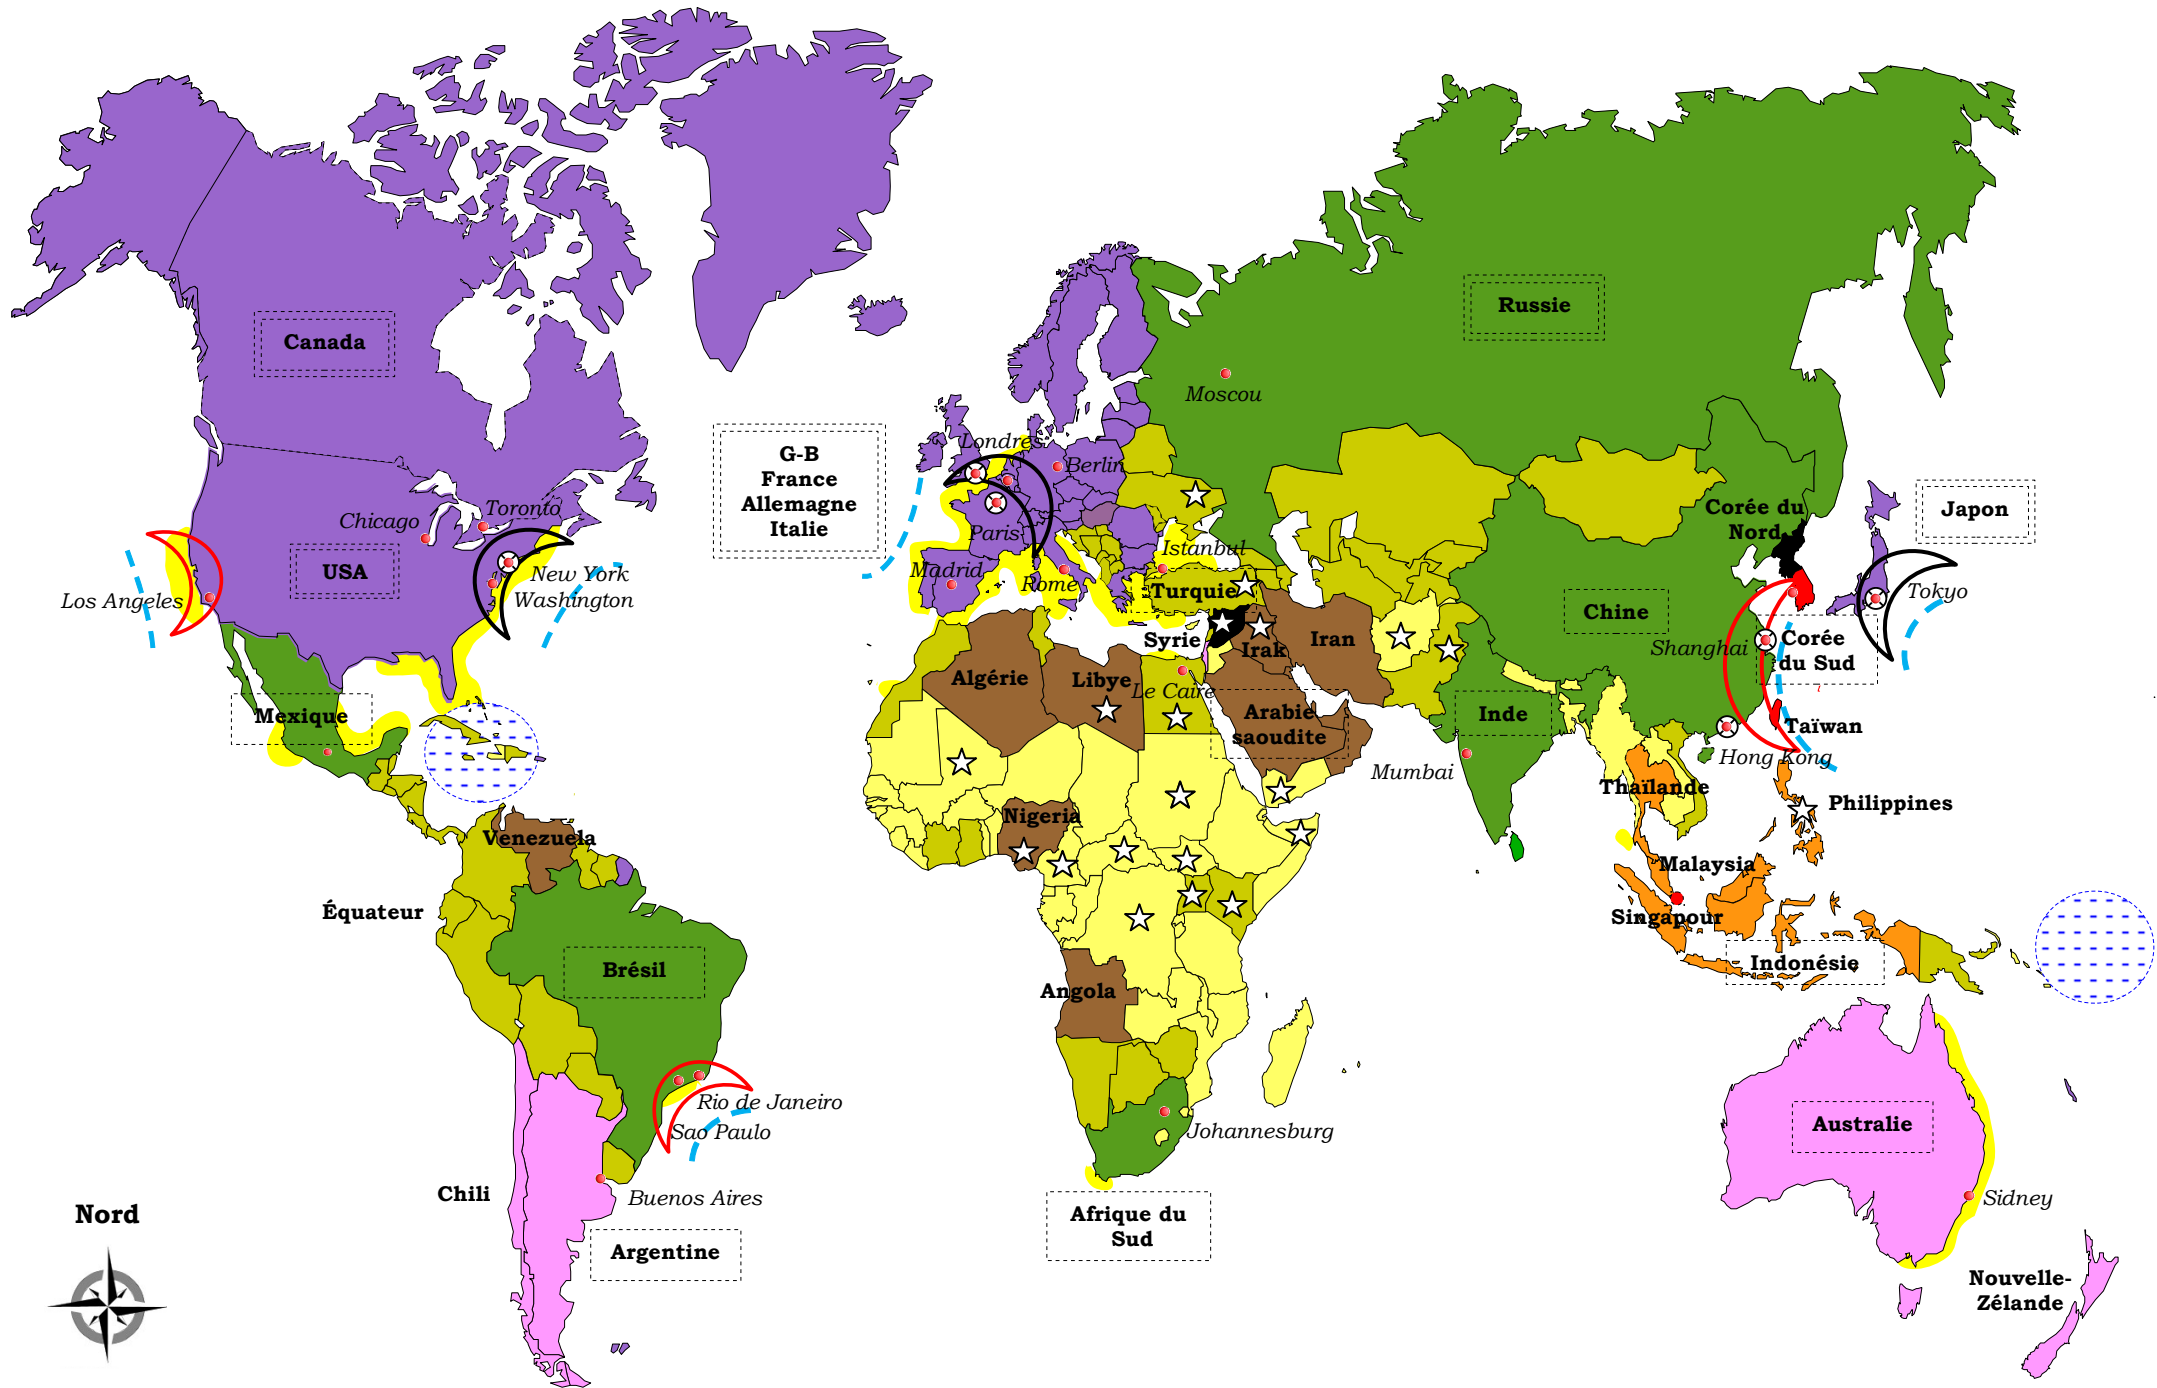 Canada
Russie
Moscou
G-B
France
Allemagne
Italie
Londres
Berlin
Paris
Madrid
Rome
Istanbul
Turquie
Chicago
Toronto
USA
New York
Washington
Los Angeles
Corée du
Nord
Japon
Tokyo
Chine
Shanghai
Corée
du Sud
Syrie
Irak
Iran
Algérie
Libye
Le Caire
Arabie
saoudite
Inde
Mumbai
Taïwan
Hong Kong
Mexique
Thaïlande
Philippines
Venezuela
Nigeria
Malaysia
Singapour
Équateur
Indonésie
Brésil
Angola
Rio de Janeiro
Sao Paulo
Johannesburg
Australie
Chili
Buenos Aires
Sidney
Nord
Argentine
Afrique du
Sud
Nouvelle-
Zélande